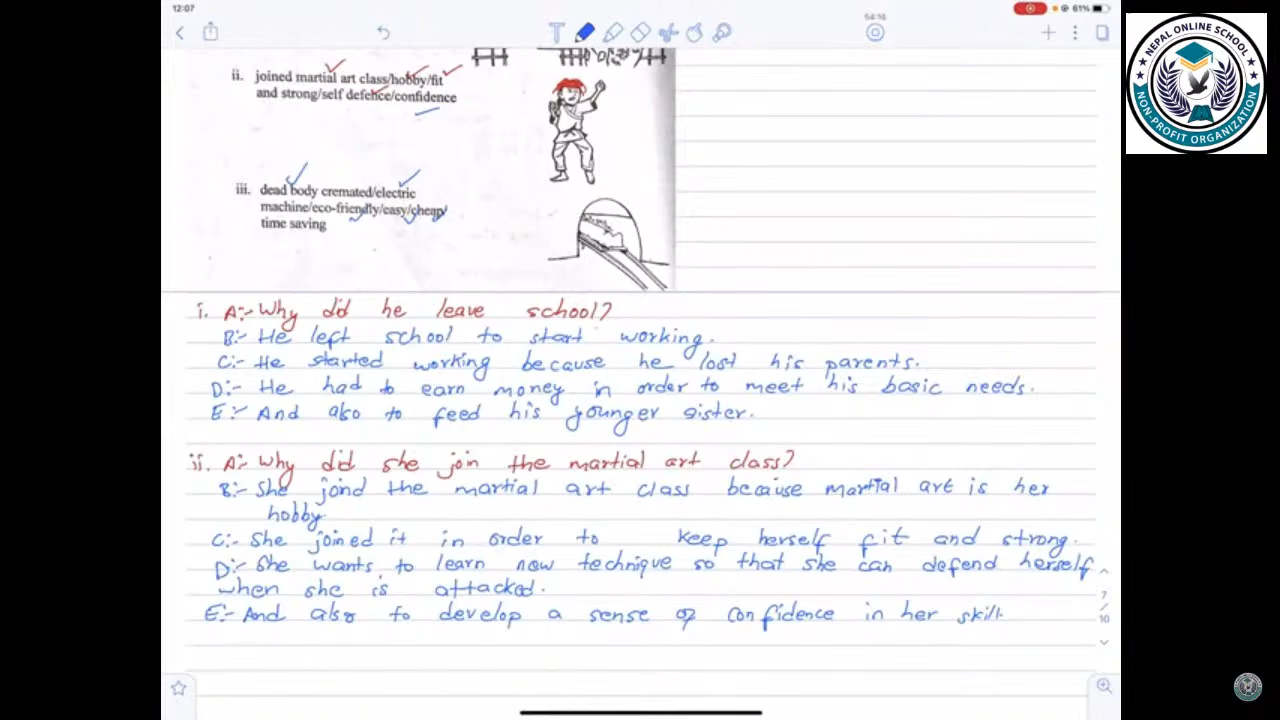 12:07
61%
54:51
NEPAL ONLINE SCHOOL
NON-PROFIT ORGANIZATION
ii. joined martial art class/hobby/fit
and strong/self defence/confidence
iii. dead body cremated/electric
machine/eco-friendly/easy/cheap/
time saving
i. A:- Why did he leave school?
B:- He left school to start working.
C:- He started working because he lost his parents.
D:- He had to earn money in order to meet his basic needs.
E:- And also to feed his younger sister.
ii. A:- Why did she join the martial art class?
B:- She joind the martial art class because martial art is her
hobby
C:- She joined it in order to keep herself fit and strong.
D:- She wants to learn new technique so that she can defend herself
when she is attacked.
E:- And also to develop a sense of confidence in her skill.
7
/
10